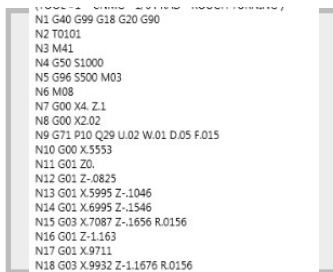 N1 G40 G99 G18 G20 G90
N2 T0101
N3 M41
N4 G50 S1000
N5 G96 S500 M03
N6 M08
N7 G00 X4. Z.1
N8 G00 X2.02
N9 G71 P10 Q29 U.02 W.01 D.05 F.015
N10 G00 X.5553
N11 G01 Z0.
N12 G01 Z-.0825
N13 G01 X.5995 Z-.1046
N14 G01 X.6995 Z-.1546
N15 G03 X.7087 Z-.1656 R.0156
N16 G01 Z-1.163
N17 G01 X.9711
N18 G03 X.9932 Z-1.1676 R.0156